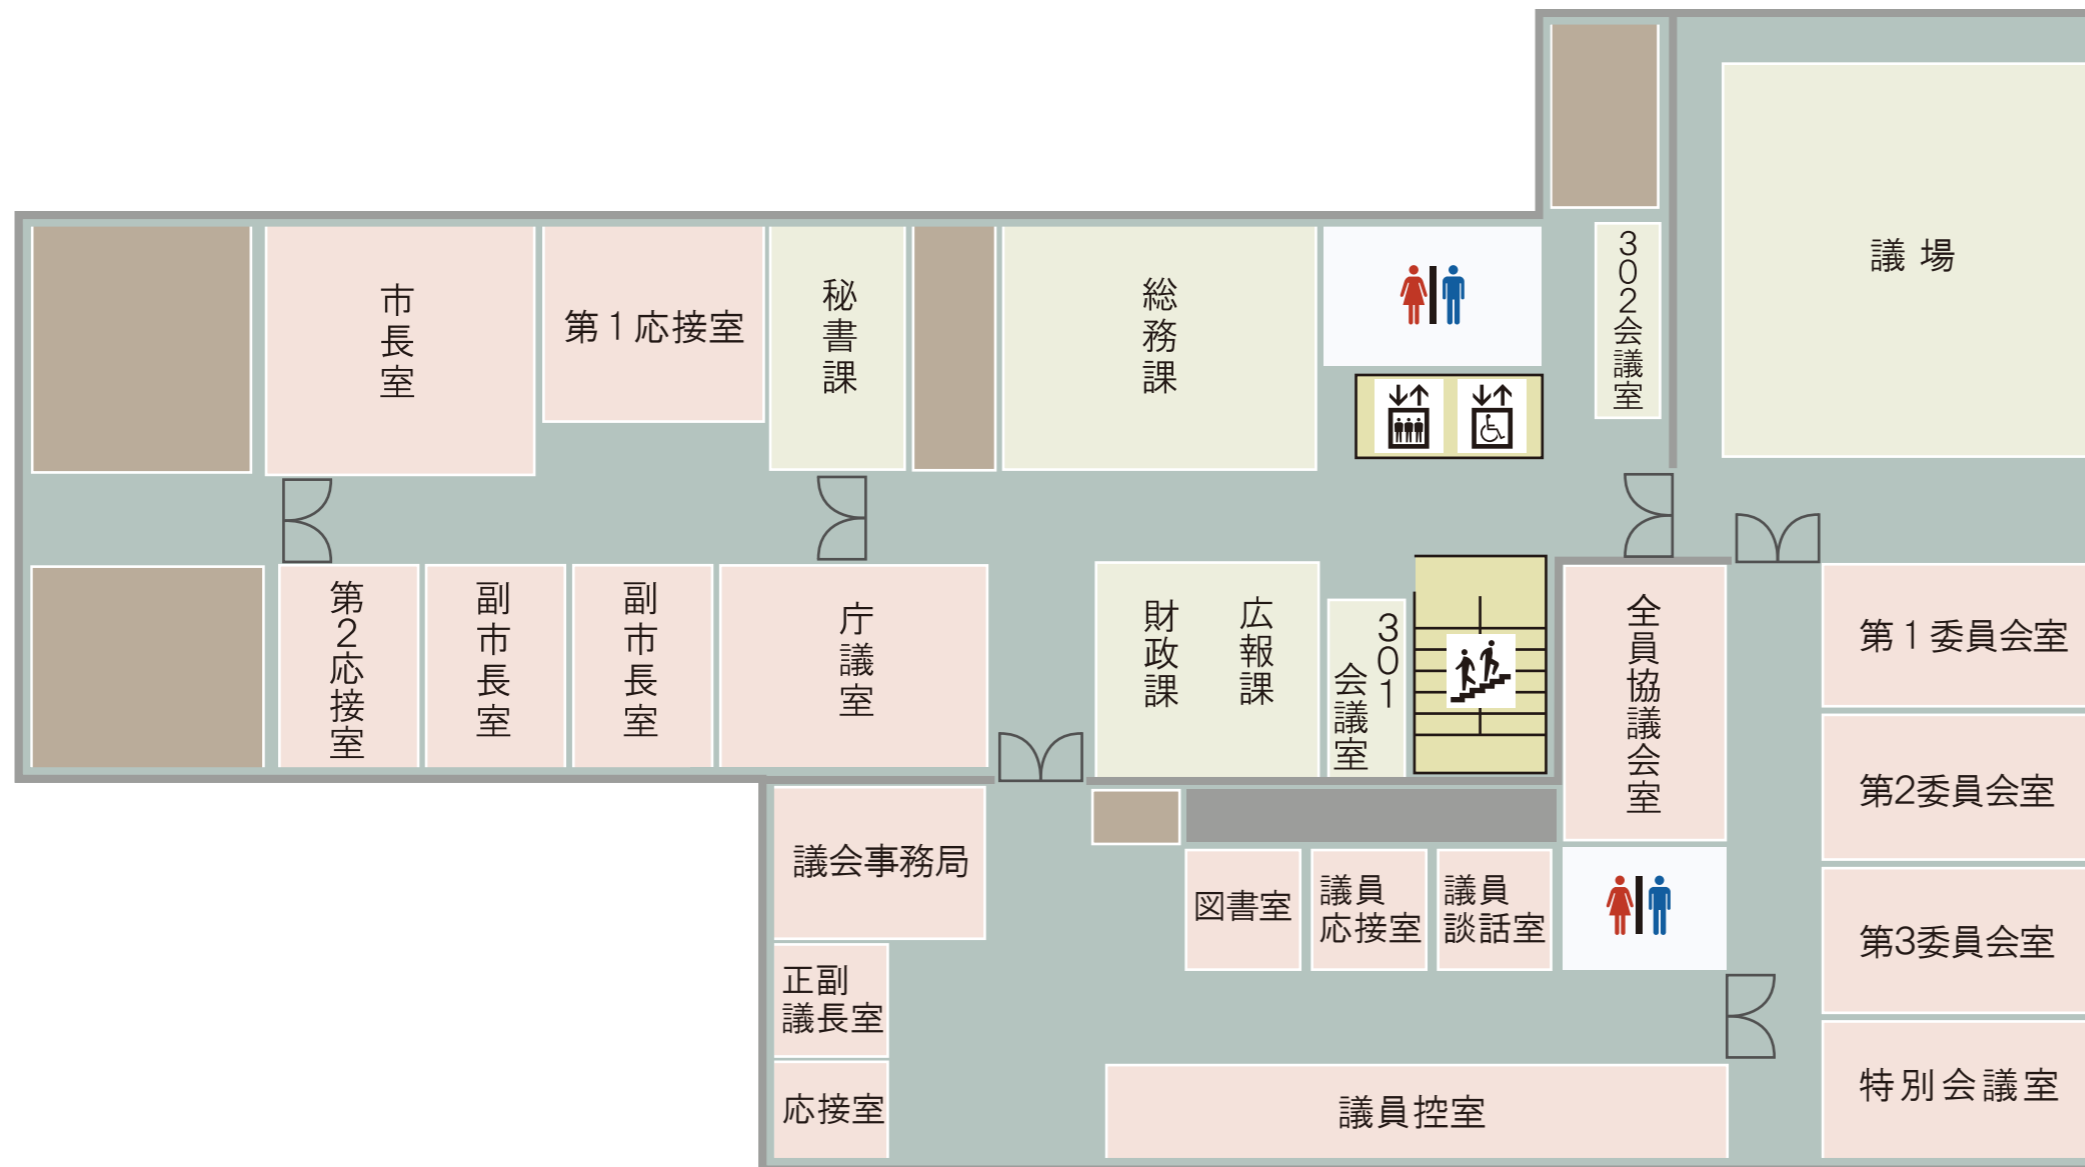 市長室
第1応接室
秘書課
総務課
302会議室
議場
第2応接室
副市長室
副市長室
庁議室
財政課
広報課
301
会議室
全員協議会室
第1委員会室
第2委員会室
第3委員会室
特別会議室
議会事務局
正副
議長室
応接室
図書室
議員
応接室
議員
談話室
議員控室